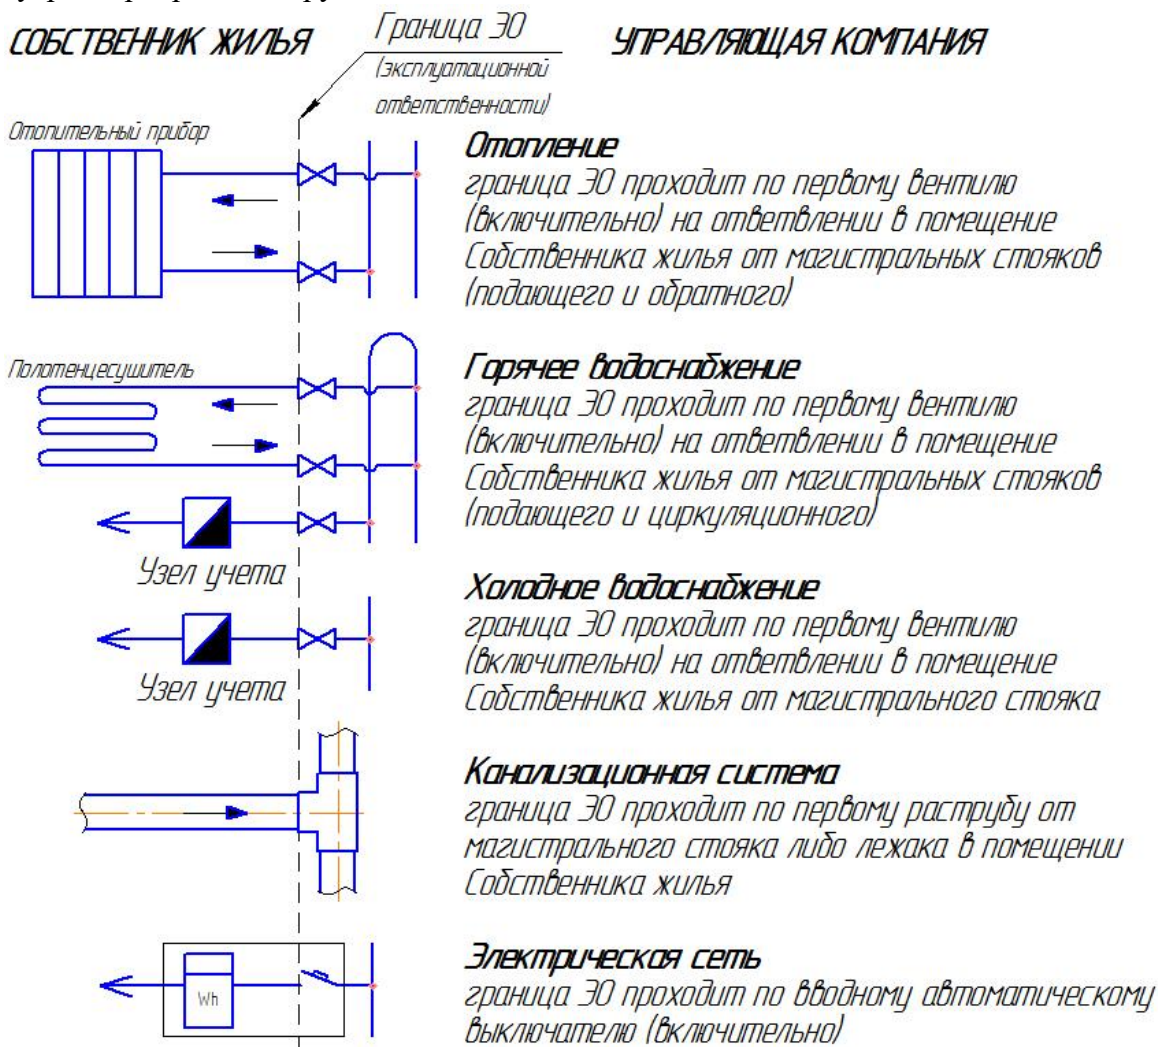 СОБСТВЕННИК ЖИЛЬЯ
Граница ЭО
(эксплуатационной
ответственности)
УПРАВЛЯЮЩАЯ КОМПАНИЯ
Отопительный прибор
Отопление
граница ЭО проходит по первому вентилю
(включительно) на ответвлении в помещение
Собственника жилья от магистральных стояков
(подающего и обратного)
Полотенцесушитель
Горячее водоснабжение
граница ЭО проходит по первому вентилю
(включительно) на ответвлении в помещение
Собственника жилья от магистральных стояков
(подающего и циркуляционного)
Узел учета
Холодное водоснабжение
граница ЭО проходит по первому вентилю
(включительно) на ответвлении в помещение
Собственника жилья от магистрального стояка
Узел учета
Канализационная система
граница ЭО проходит по первому раструбу от
магистрального стояка либо лежака в помещении
Собственника жилья
Электрическая сеть
граница ЭО проходит по вводному автоматическому
выключателю (включительно)
Wh